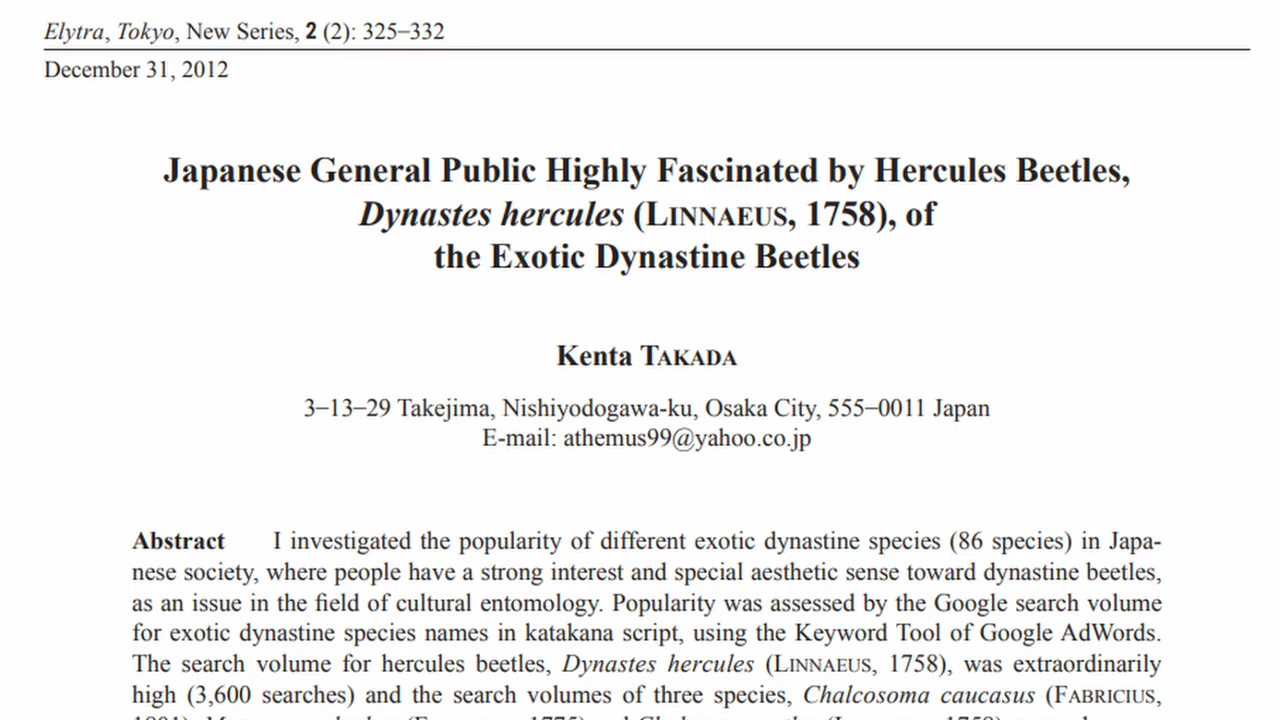 Elytra, Tokyo, New Series, 2 (2): 325–332
December 31, 2012
Japanese General Public Highly Fascinated by Hercules Beetles,
Dynastes hercules (LINNAEUS, 1758), of
the Exotic Dynastine Beetles
Kenta TAKADA
3–13–29 Takejima, Nishiyodogawa-ku, Osaka City, 555–0011 Japan
E-mail: athemus99@yahoo.co.jp
Abstract I investigated the popularity of different exotic dynastine species (86 species) in Japa-
nese society, where people have a strong interest and special aesthetic sense toward dynastine beetles,
as an issue in the field of cultural entomology. Popularity was assessed by the Google search volume
for exotic dynastine species names in katakana script, using the Keyword Tool of Google AdWords.
The search volume for hercules beetles, Dynastes hercules (LINNAEUS, 1758), was extraordinarily
high (3,600 searches) and the search volumes of three species, Chalcosoma caucasus (FABRICIUS,